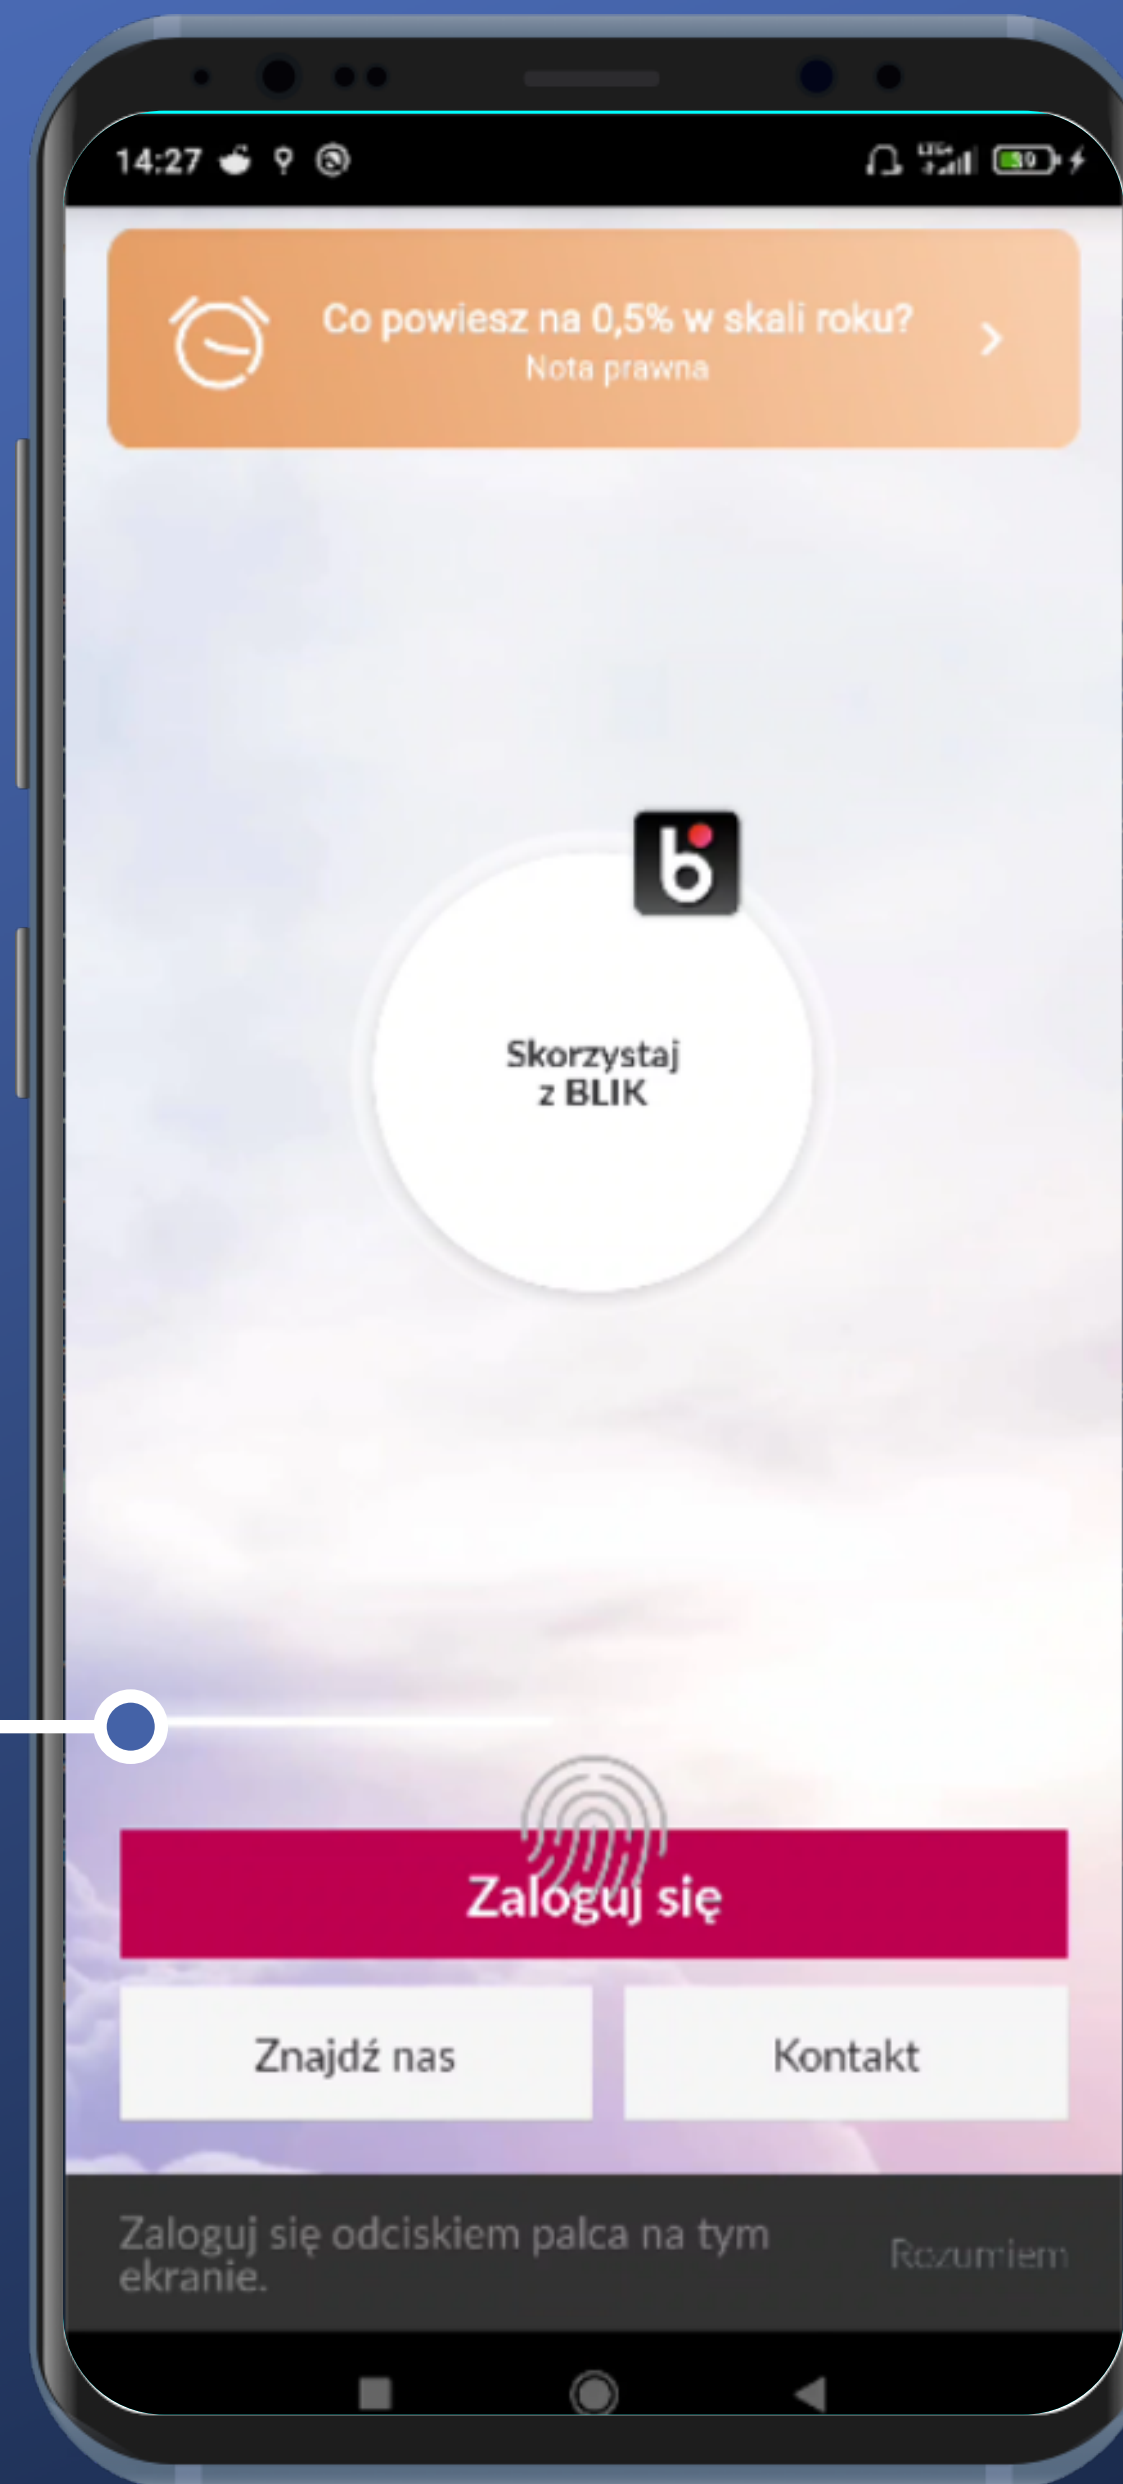 14:27
39
Co powiesz na 0,5% w skali roku?
Nota prawna
b
Skorzystaj
z BLIK
Zaloguj się
Znajdź nas
Kontakt
Zaloguj się odciskiem palca na tym
ekranie.
Rozumiem